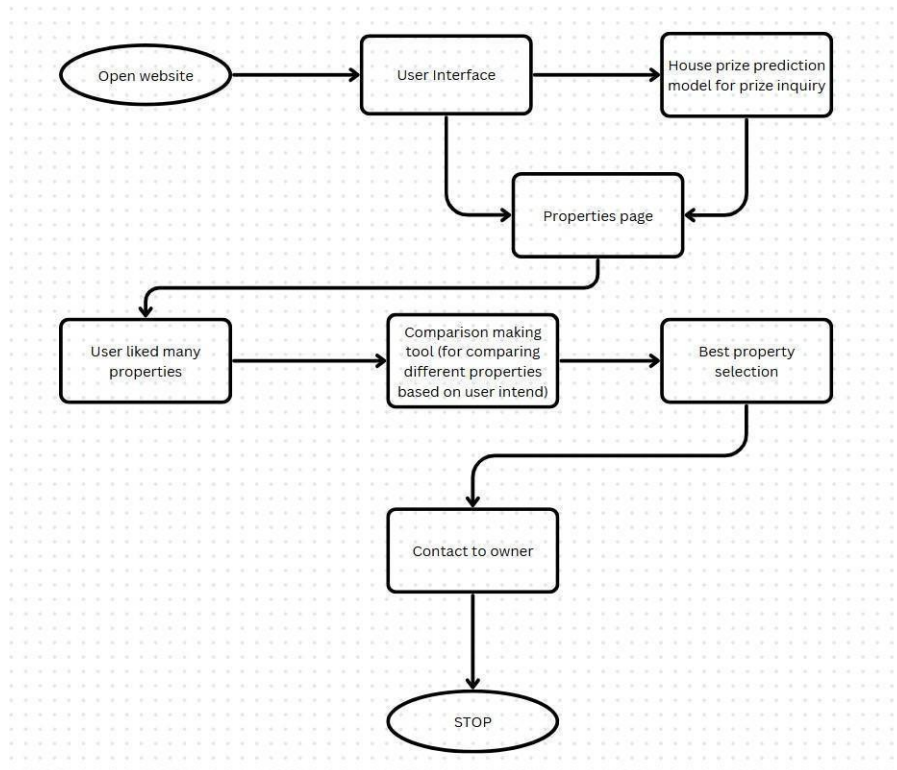 Open website
User Interface
House prize prediction
model for prize inquiry
Properties page
User liked many
properties
Comparison making
tool (for comparing
different properties
based on user intend)
Best property
selection
Contact to owner
STOP